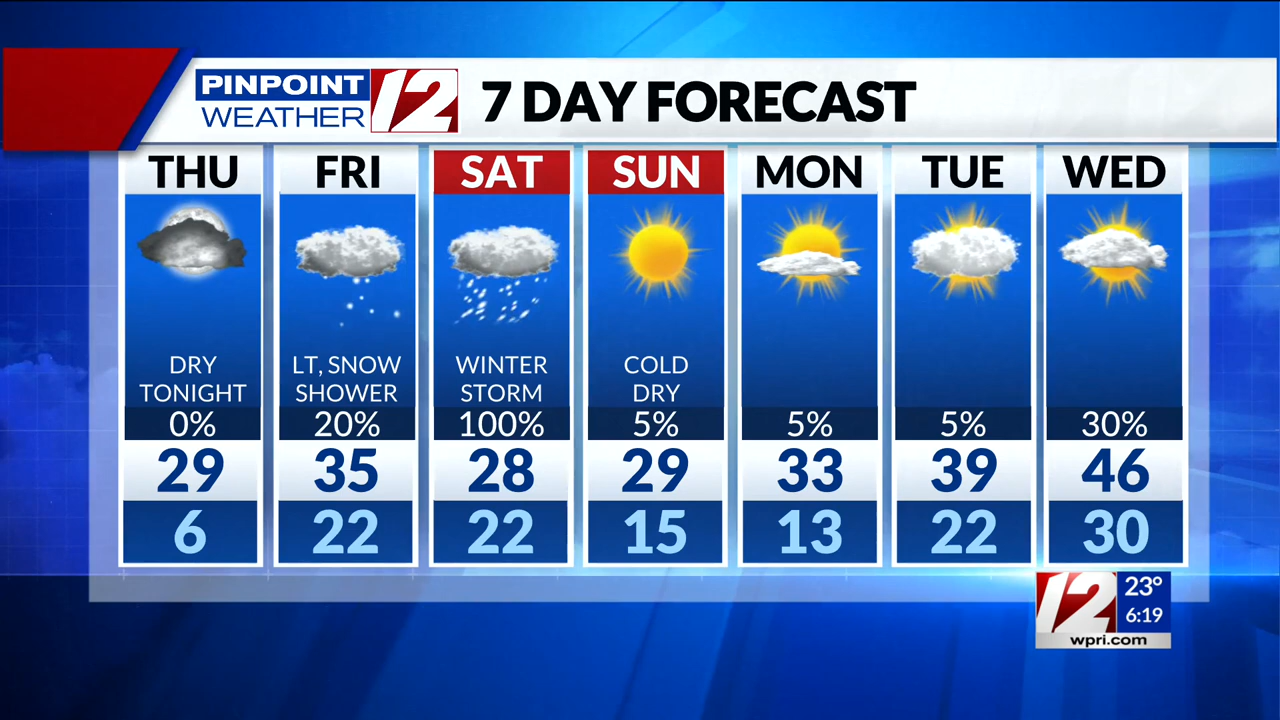 PINPOINT
WEATHER 12
7 DAY FORECAST
THU FRI SAT SUN MON TUE WED
DRY LT, SNOW WINTER COLD
TONIGHT SHOWER STORM DRY
0% 20% 100% 5% 5% 5% 30%
29 35 28 29 33 39 46
6 22 22 15 13 22 30
12 23°
6:19
wpri.com